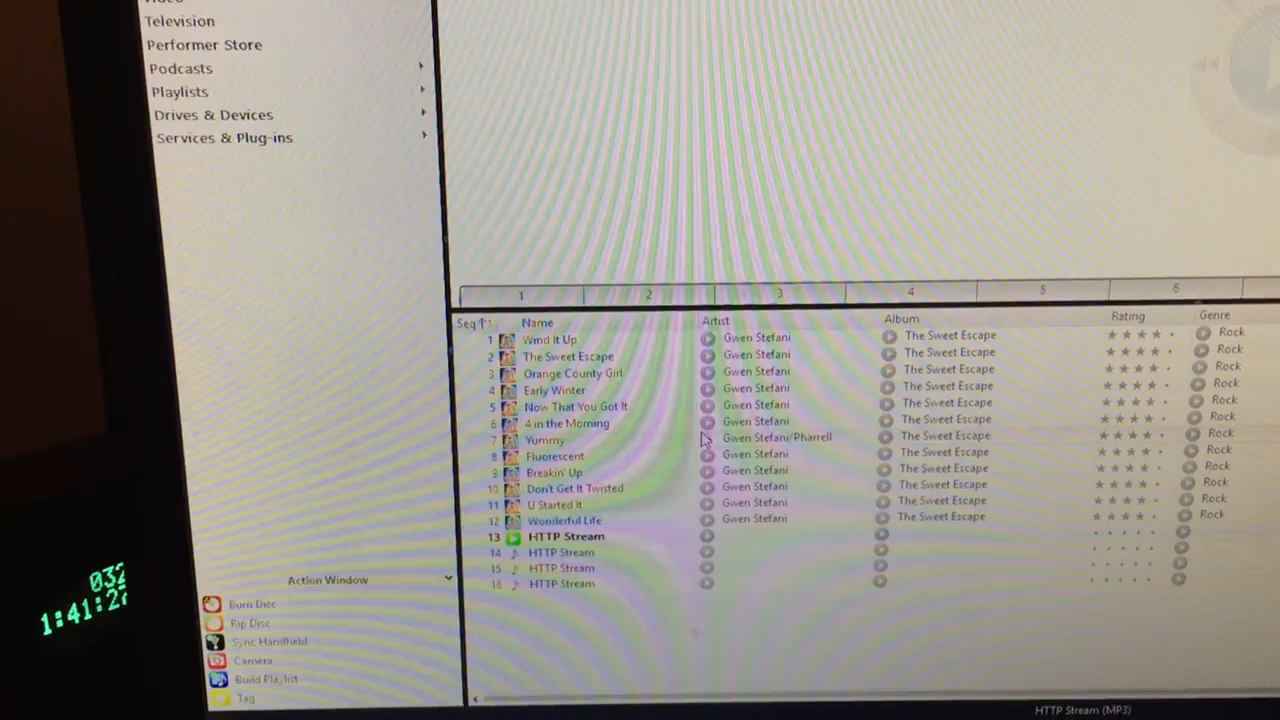 Television
Performer Store
Podcasts
Playlists
Drives & Devices
Services & Plug-ins
1 2 3 4 5 6
Seq Name Artist Album Rating Genre
1 Wind It Up Gwen Stefani The Sweet Escape Rock
2 The Sweet Escape Gwen Stefani The Sweet Escape Rock
3 Orange County Girl Gwen Stefani The Sweet Escape Rock
4 Early Winter Gwen Stefani The Sweet Escape Rock
5 Now That You Got It Gwen Stefani The Sweet Escape Rock
6 4 in the Morning Gwen Stefani The Sweet Escape Rock
7 Yummy Gwen Stefani/Pharrell The Sweet Escape Rock
8 Fluorescent Gwen Stefani The Sweet Escape Rock
9 Breakin' Up Gwen Stefani The Sweet Escape Rock
10 Don't Get It Twisted Gwen Stefani The Sweet Escape Rock
11 U Started It Gwen Stefani The Sweet Escape Rock
12 Wonderful Life Gwen Stefani The Sweet Escape Rock
13 HTTP Stream
14 HTTP Stream
15 HTTP Stream
16 HTTP Stream
Action Window
Burn Disc
Rip Disc
Sync Handheld
Camera
Build Playlist
Tag
032
1:41:27
HTTP Stream (MP3)